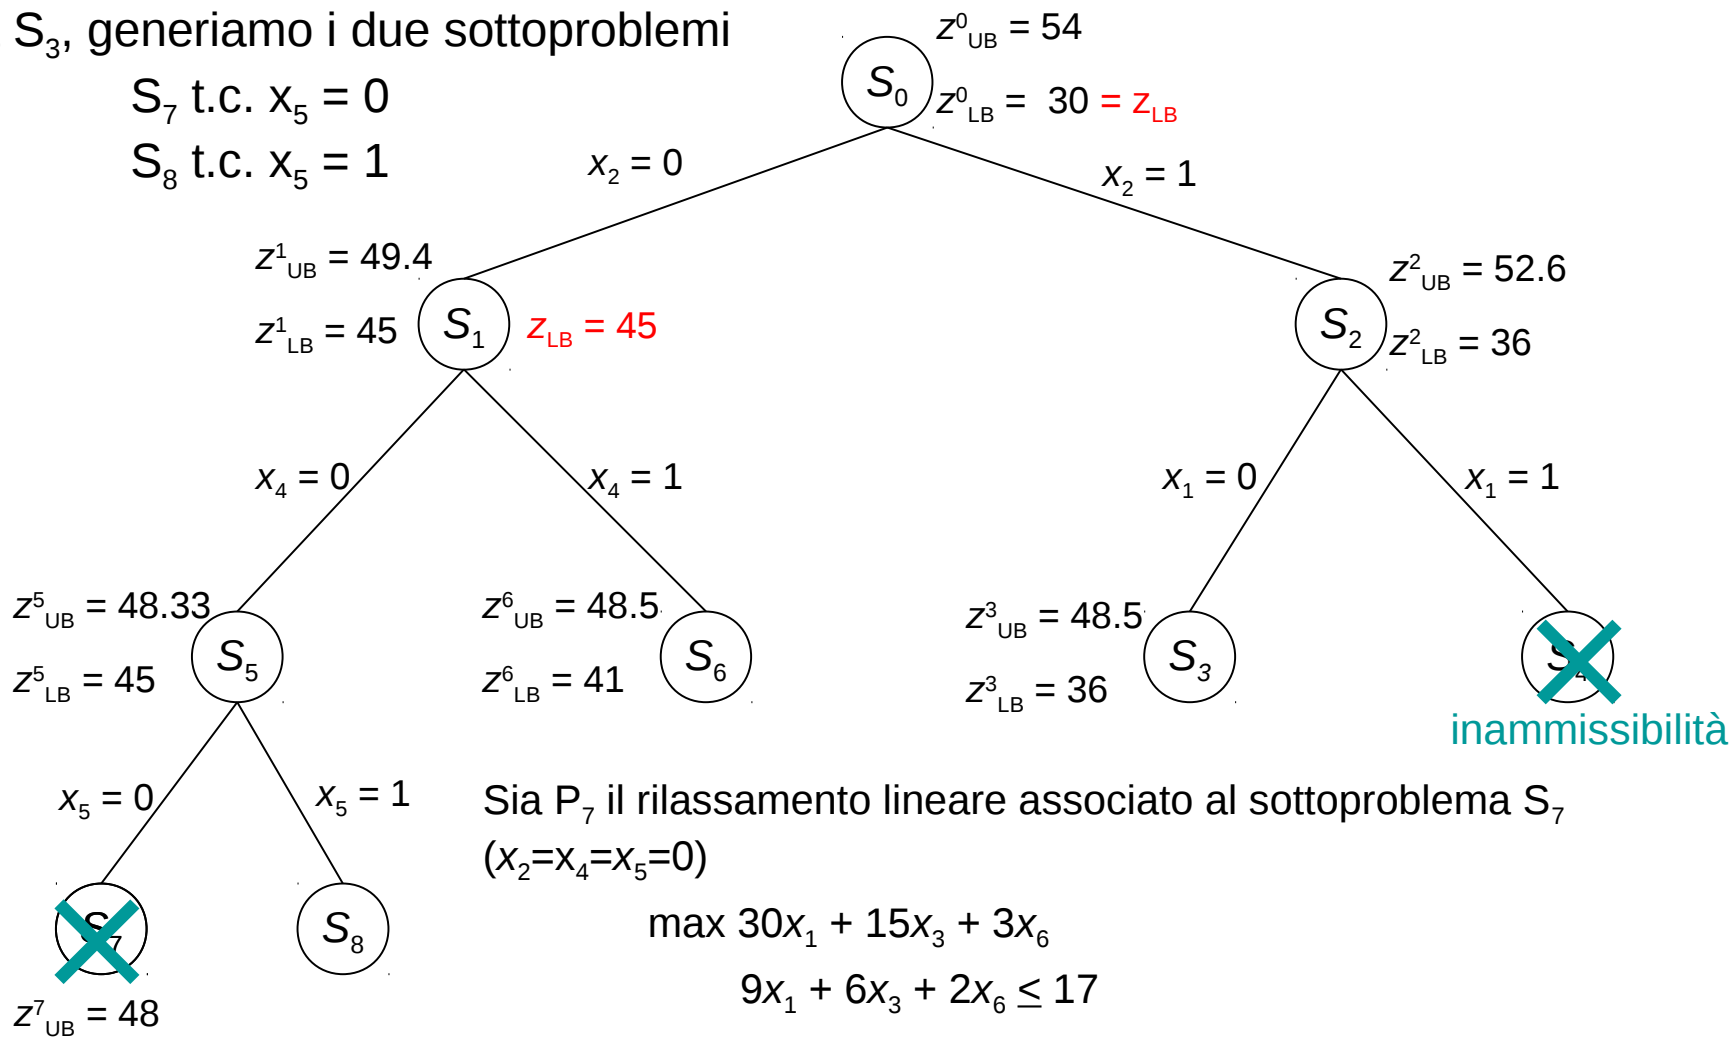 S3, generiamo i due sottoproblemi
S7 t.c. x5 = 0
S8 t.c. x5 = 1
z0UB = 54
S0
z0LB = 30 = zLB
x2 = 0
x2 = 1
z1UB = 49.4
z1LB = 45
S1
zLB = 45
z2UB = 52.6
S2
z2LB = 36
x4 = 0
x4 = 1
x1 = 0
x1 = 1
z5UB = 48.33
S5
z5LB = 45
z6UB = 48.5
S6
z6LB = 41
z3UB = 48.5
S3
z3LB = 36
S4
inammissibilità
x5 = 0
x5 = 1
S7
S8
z7UB = 48
Sia P7 il rilassamento lineare associato al sottoproblema S7
(x2=x4=x5=0)
max 30x1 + 15x3 + 3x6
9x1 + 6x3 + 2x6 ≤ 17